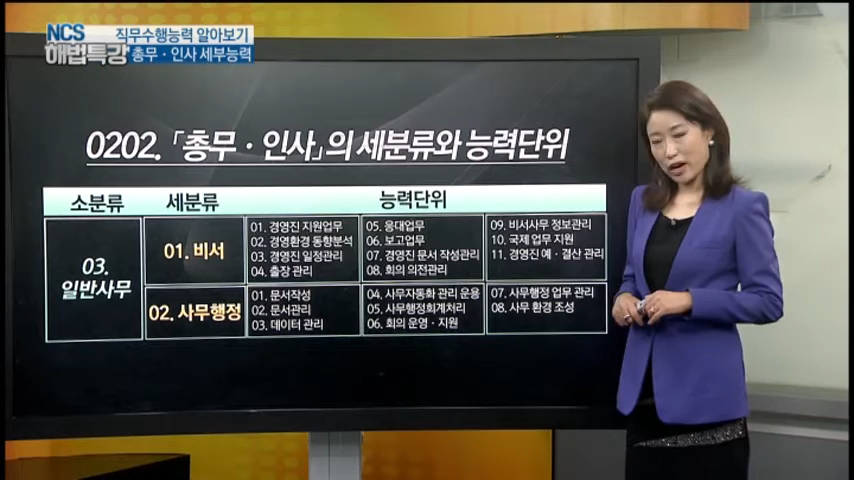 NCS 직무수행능력 알아보기
해법특강 총무·인사 세부능력
0202. 「총무·인사」의 세분류와 능력단위
소분류 세분류 능력단위
03. 일반사무
01. 비서
01. 경영진 지원업무
02. 경영환경 동향분석
03. 경영진 일정관리
04. 출장 관리
05. 응대업무
06. 보고업무
07. 경영진 문서 작성관리
08. 회의 의전관리
09. 비서사무 정보관리
10. 국제 업무 지원
11. 경영진 예·결산 관리
02. 사무행정
01. 문서작성
02. 문서관리
03. 데이터 관리
04. 사무자동화 관리 운용
05. 사무행정회계처리
06. 회의 운영·지원
07. 사무행정 업무 관리
08. 사무 환경 조성